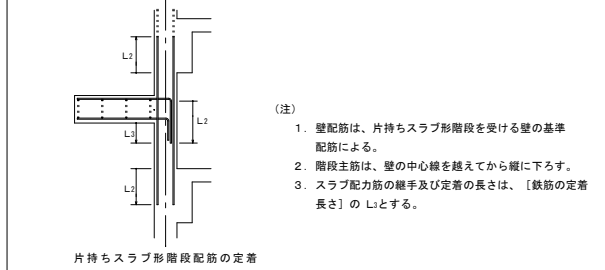 L2
L2
L3
L2
(注)
1. 壁配筋は、片持ちスラブ形階段を受ける壁の基準
配筋による。
2. 階段主筋は、壁の中心線を越えてから縦に下ろす。
3. スラブ配力筋の継手及び定着の長さは、[鉄筋の定着
長さ]の L3とする。
片持ちスラブ形階段配筋の定着